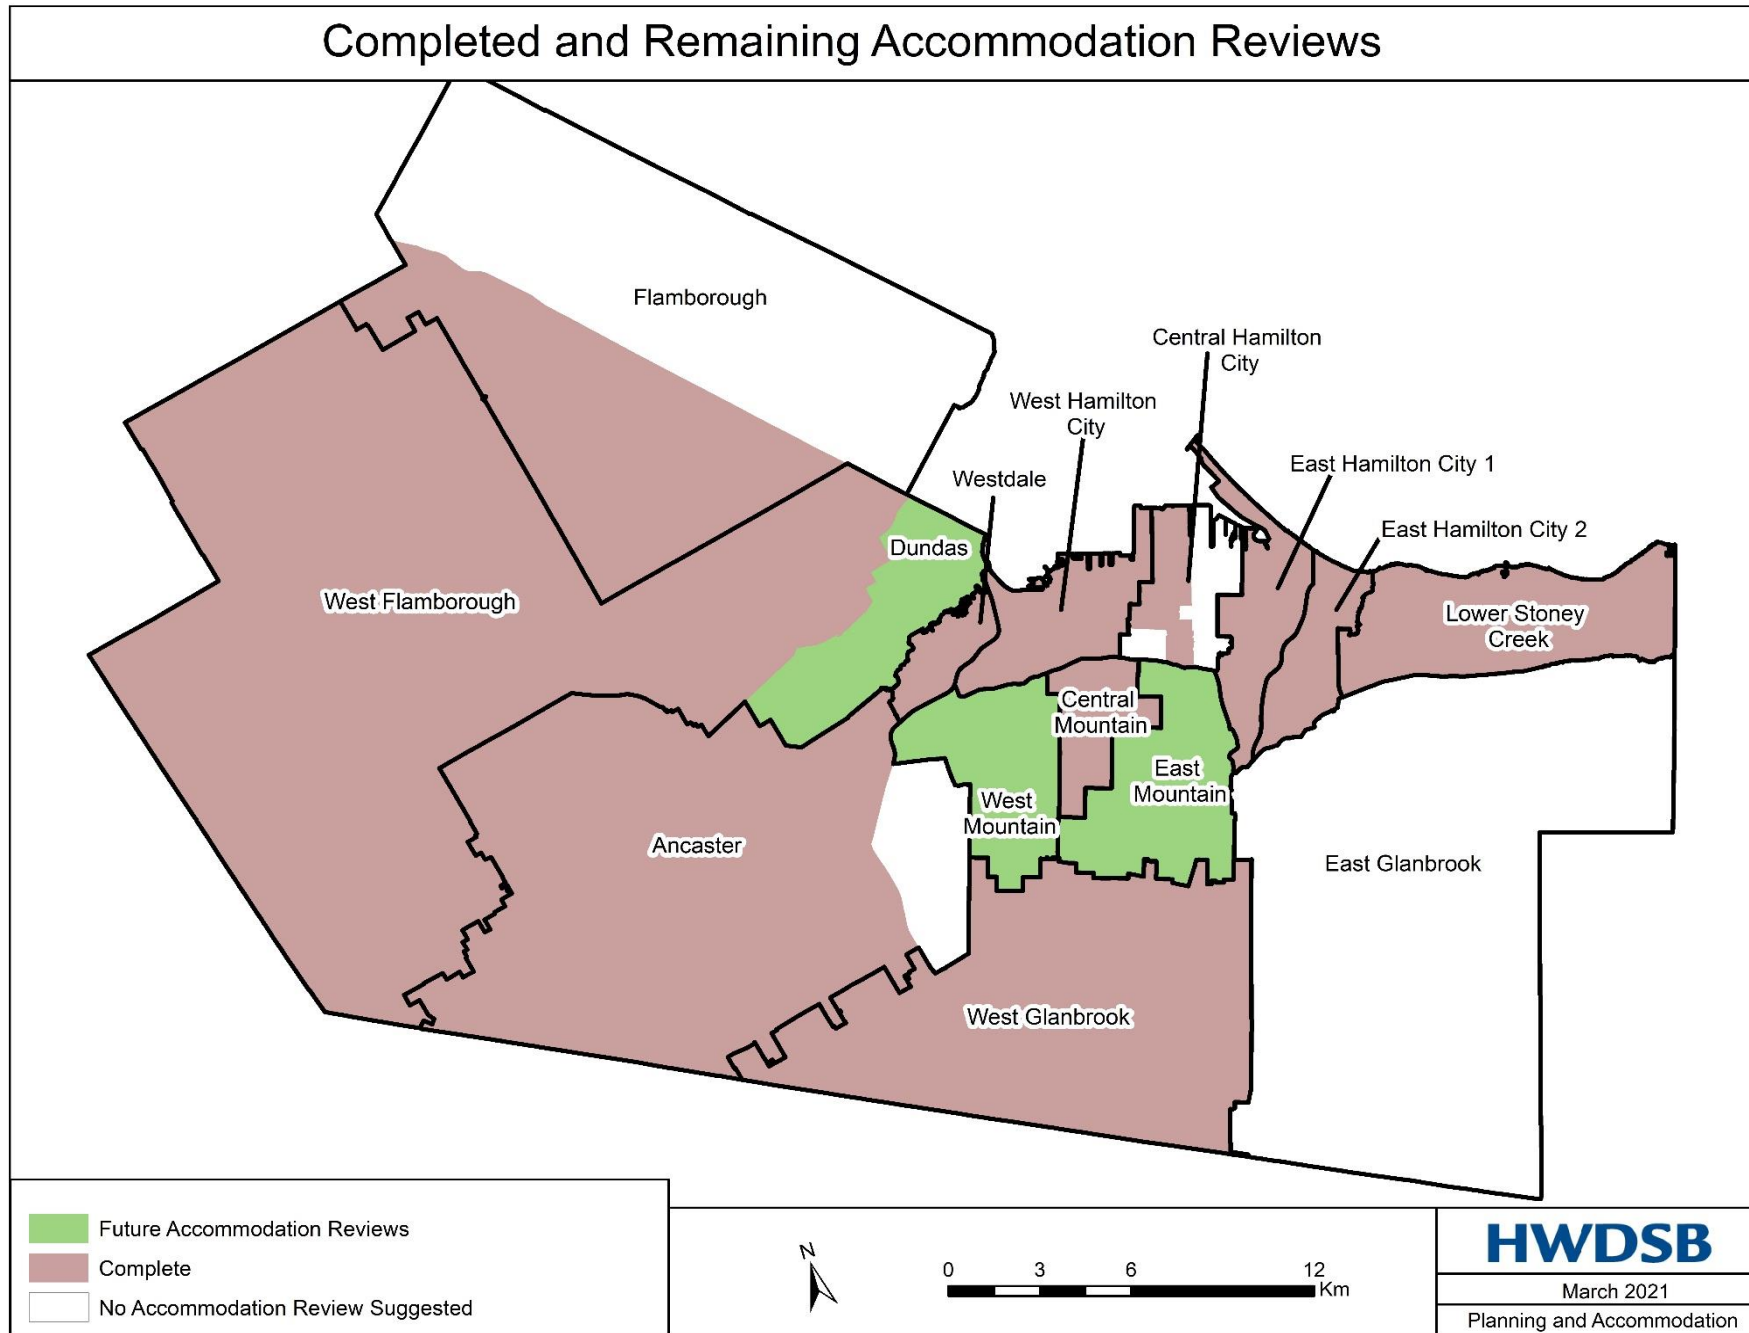 Completed and Remaining Accommodation Reviews
Flamborough
Central Hamilton
City
West Hamilton
City
East Hamilton City 1
Westdale
East Hamilton City 2
Dundas
West Flamborough
Lower Stoney
Creek
Central
Mountain
East
Mountain
West
Mountain
Ancaster
East Glanbrook
West Glanbrook
Future Accommodation Reviews
Complete
No Accommodation Review Suggested
N
0 3 6 12
Km
HWDSB
March 2021
Planning and Accommodation